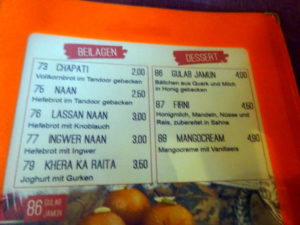 BEILAGEN
73 CHAPATI 2,00
Vollkornbrot im Tandoor gebacken
75 NAAN 2,50
Hefebrot im Tandoor gebacken
76 LASSAN NAAN 3,00
Hefebrot mit Knoblauch
77 INGWER NAAN 3,00
Hefebrot mit Ingwer
79 KHERA KA RAITA 3,50
Joghurt mit Gurken
DESSERT
86 GULAB JAMUN 4,00
Bällchen aus Quark und Milch
in Honig gebacken
87 FIRNI 4,50
Honigmilch, Mandeln, Nüsse und
Reis, zubereitet in Sahne
89 MANGOCREAM 4,90
Mangocreme mit Vanilleeis
86 GULAB
JAMUN